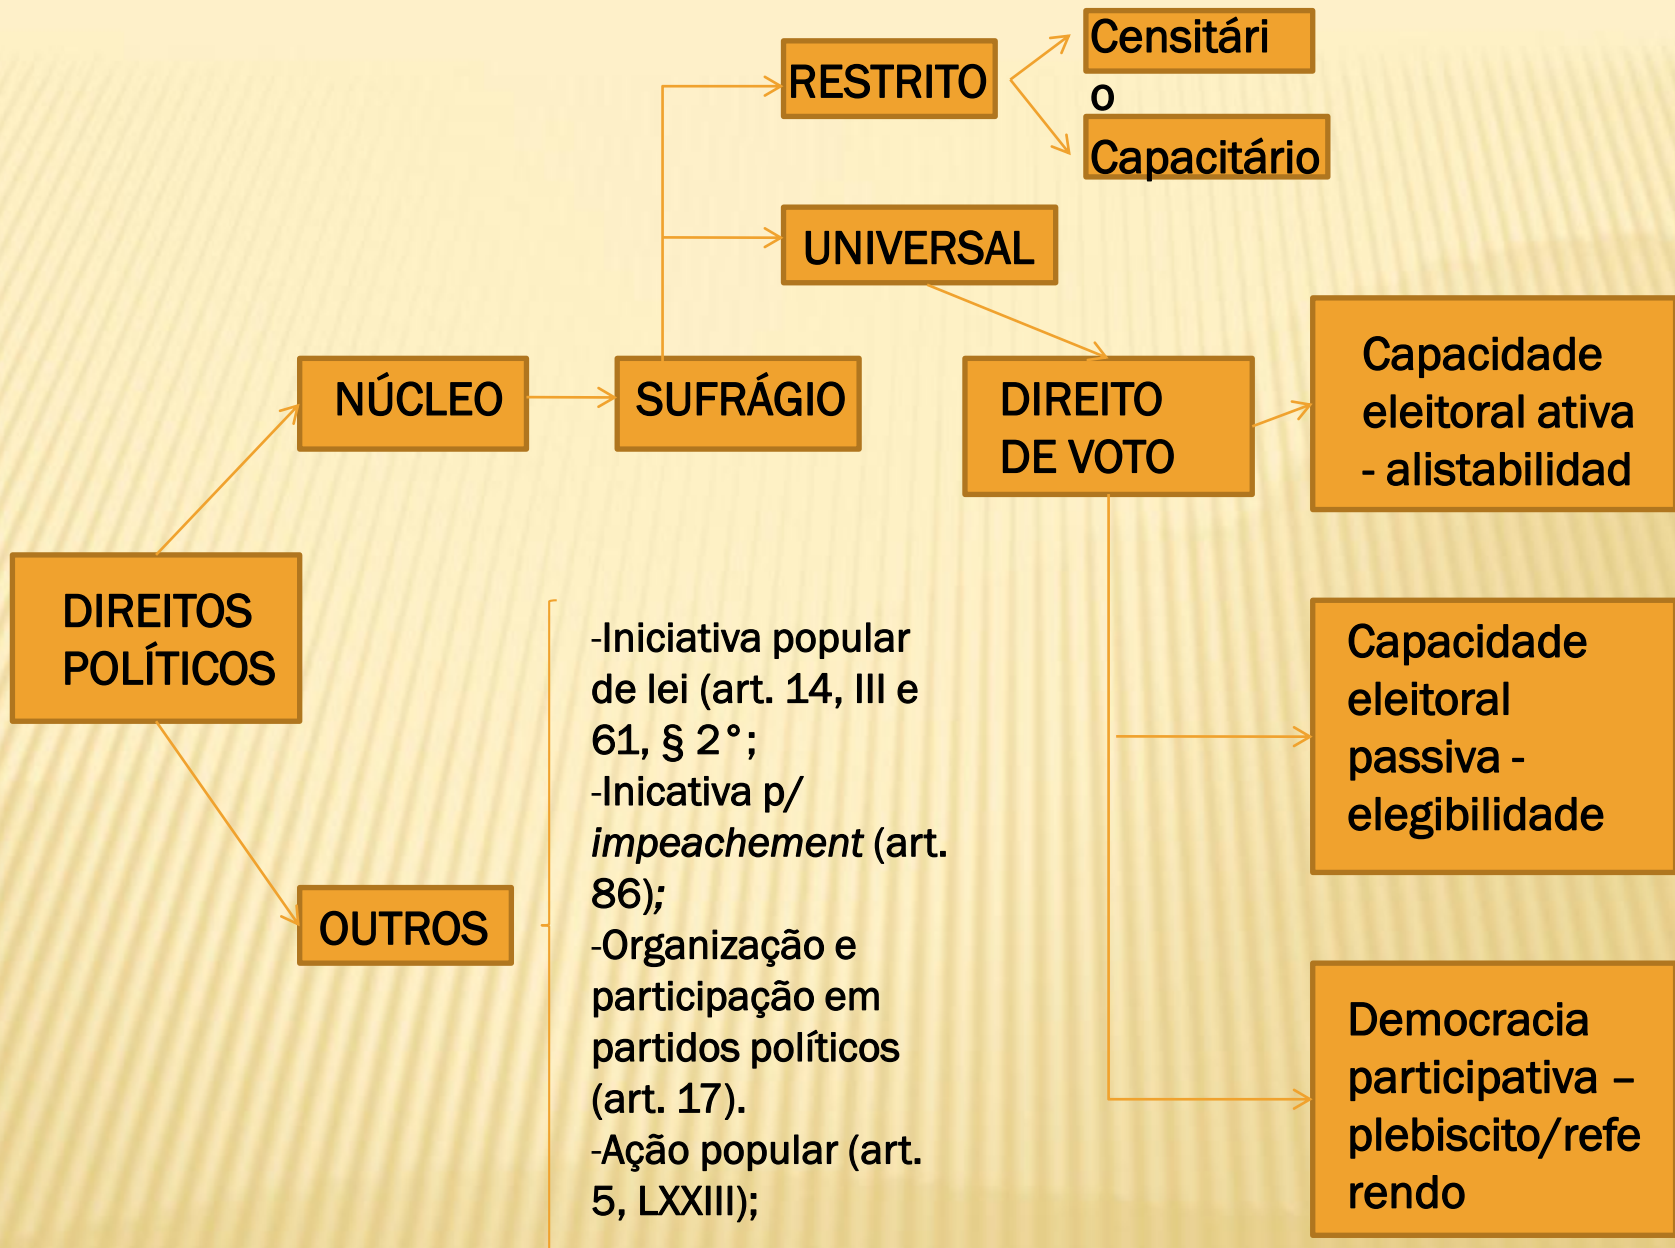 Censitári
o
RESTRITO
Capacitário
UNIVERSAL
NÚCLEO
SUFRÁGIO
DIREITO
DE VOTO
Capacidade
eleitoral ativa
- alistabilidad
DIREITOS
POLÍTICOS
-Iniciativa popular
de lei (art. 14, III e
61, § 2°;
-Inicativa p/
impeachement (art.
86);
-Organização e
participação em
partidos políticos
(art. 17).
-Ação popular (art.
5, LXXIII);
Capacidade
eleitoral
passiva -
elegibilidade
OUTROS
Democracia
participativa –
plebiscito/refe
rendo